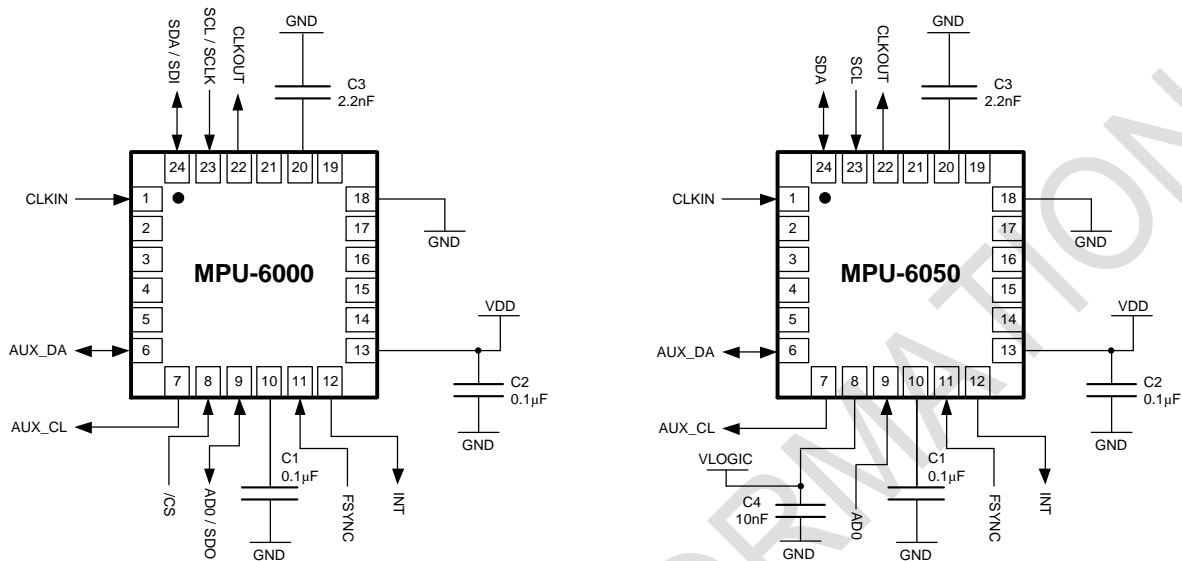 GND
SDA / SDI
SCL / SCLK
CLKOUT
C3
2.2nF
24 23 22 21 20 19
CLKIN
1
2
3
4
5
6
18
17
16
15
14
13
MPU-6000
GND
VDD
AUX_DA
C2
0.1µF
GND
7 8 9 10 11 12
AUX_CL
/CS
AD0 / SDO
C1
0.1µF
GND
FSYNC
INT
GND
SDA
SCL
CLKOUT
C3
2.2nF
24 23 22 21 20 19
CLKIN
1
2
3
4
5
6
18
17
16
15
14
13
MPU-6050
GND
VDD
AUX_DA
C2
0.1µF
GND
7 8 9 10 11 12
AUX_CL
VLOGIC
C4
10nF
GND
AD0
C1
0.1µF
GND
FSYNC
INT
ORMATION